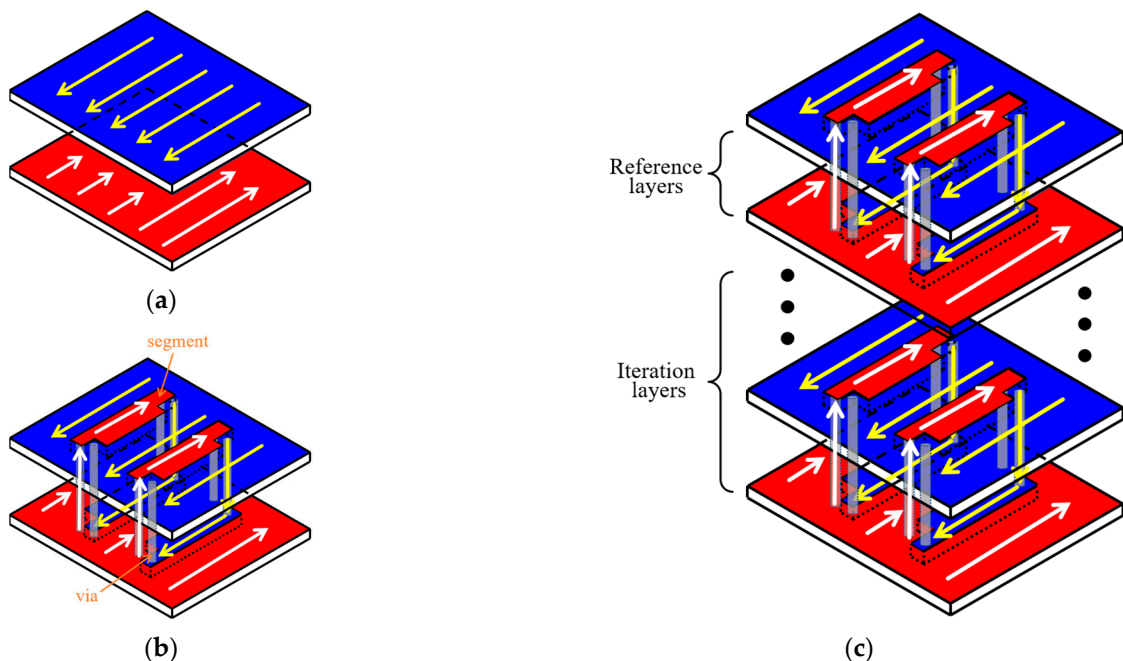 (a)
segment
via
(b)
Reference
layers
Iteration
layers
(c)